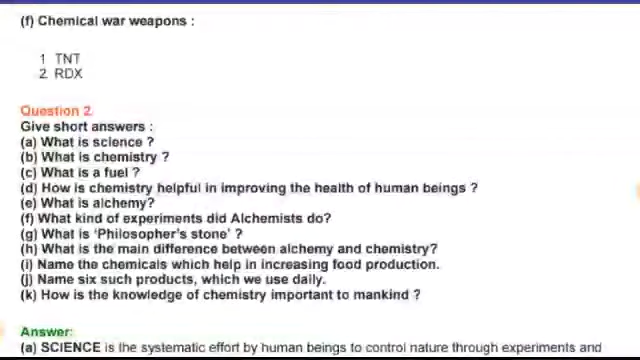 (f) Chemical war weapons :
1 TNT
2 RDX
Question 2.
Give short answers :
(a) What is science ?
(b) What is chemistry ?
(c) What is a fuel ?
(d) How is chemistry helpful in improving the health of human beings ?
(e) What is alchemy?
(f) What kind of experiments did Alchemists do?
(g) What is ‘Philosopher’s stone’ ?
(h) What is the main difference between alchemy and chemistry?
(i) Name the chemicals which help in increasing food production.
(j) Name six such products, which we use daily.
(k) How is the knowledge of chemistry important to mankind ?
Answer:
(a) SCIENCE is the systematic effort by human beings to control nature through experiments and